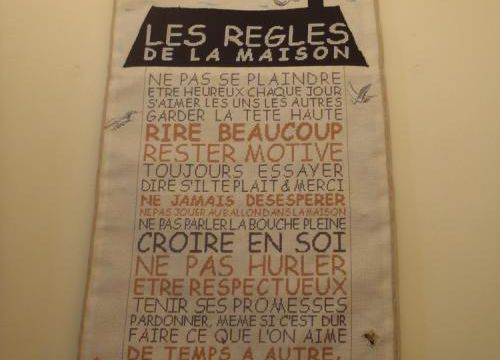 LES REGLES
DE LA MAISON
NE PAS SE PLAINDRE
ETRE HEUREUX CHAQUE JOUR
S'AIMER LES UNS LES AUTRES
GARDER LA TETE HAUTE
RIRE BEAUCOUP
RESTER MOTIVE
TOUJOURS ESSAYER
DIRE S'IL TE PLAIT & MERCI
NE JAMAIS DESESPERER
NE PAS JOUER AU BALLON DANS LA MAISON
NE PAS PARLER LA BOUCHE PLEINE
CROIRE EN SOI
NE PAS HURLER
ETRE RESPECTUEUX
TENIR SES PROMESSES
PARDONNER, MEME SI C'EST DUR
FAIRE CE QUE L'ON AIME
DE TEMPS A AUTRE,